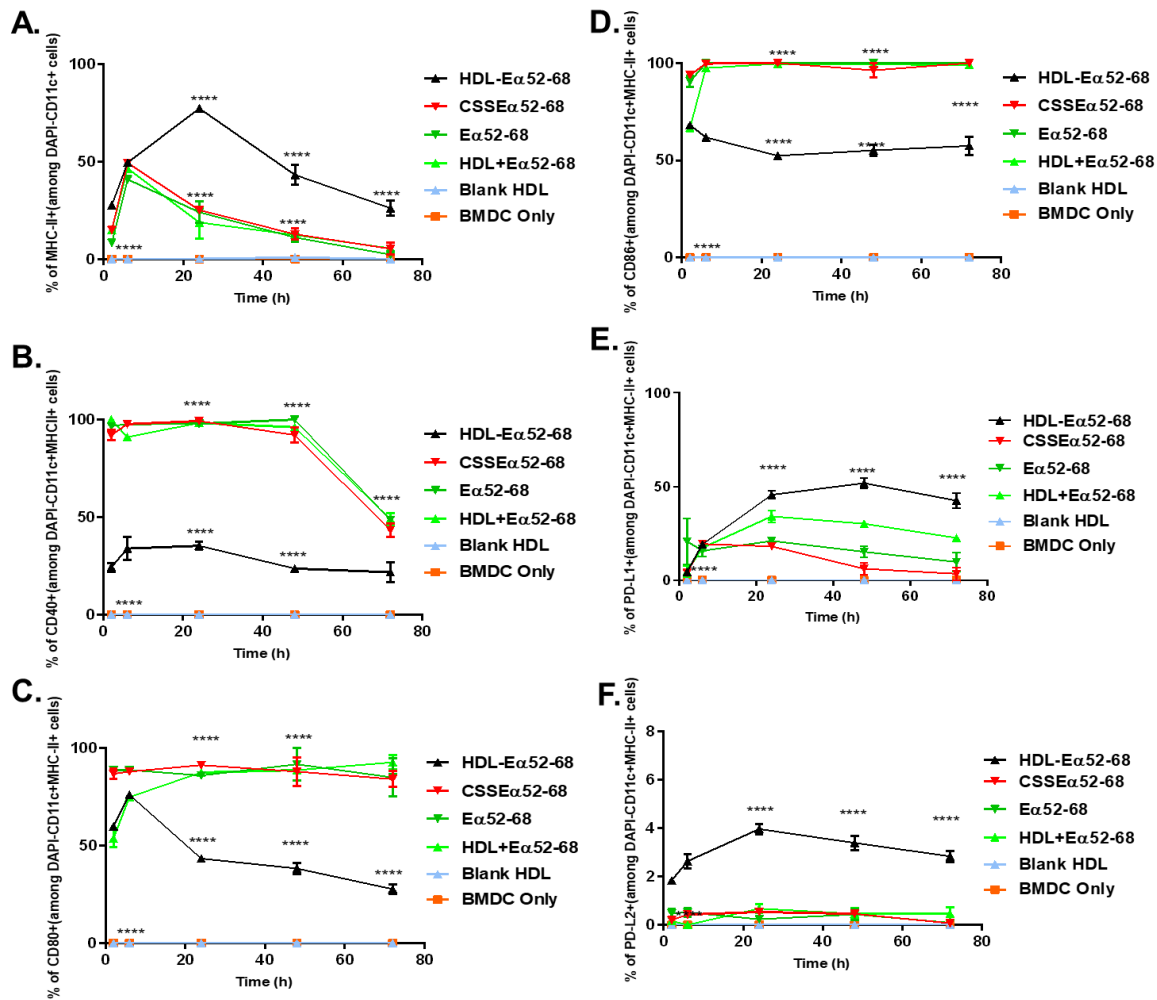 A.
% of MHC-II+(among DAPI-CD11c+ cells)
100
50
0
0 20 40 60 80
Time (h)
****
****
****
****
****
****
HDL-Eα52-68
CSSEα52-68
Eα52-68
HDL+Eα52-68
Blank HDL
BMDC Only
B.
% of CD40+(among DAPI-CD11c+MHCII+ cells)
100
50
0
0 20 40 60 80
Time (h)
**** ****
****
****
****
****
HDL-Eα52-68
CSSEα52-68
Eα52-68
HDL+Eα52-68
Blank HDL
BMDC Only
C.
% of CD80+(among DAPI-CD11c+MHC-II+ cells)
100
50
0
0 20 40 60 80
Time (h)
**** ****
****
****
****
****
HDL-Eα52-68
CSSEα52-68
Eα52-68
HDL+Eα52-68
Blank HDL
BMDC Only
D.
% of CD86+(among DAPI-CD11c+MHC-II+ cells)
100
50
0
0 20 40 60 80
Time (h)
**** ****
****
****
****
****
HDL-Eα52-68
CSSEα52-68
Eα52-68
HDL+Eα52-68
Blank HDL
BMDC Only
E.
% of PD-L1+(among DAPI-CD11c+MHC-II+ cells)
100
50
0
0 20 40 60 80
Time (h)
**** **** ****
****
HDL-Eα52-68
CSSEα52-68
Eα52-68
HDL+Eα52-68
Blank HDL
BMDC Only
F.
% of PD-L2+(among DAPI-CD11c+MHC-II+ cells)
8
6
4
2
0
0 20 40 60 80
Time (h)
**** **** ****
****
HDL-Eα52-68
CSSEα52-68
Eα52-68
HDL+Eα52-68
Blank HDL
BMDC Only